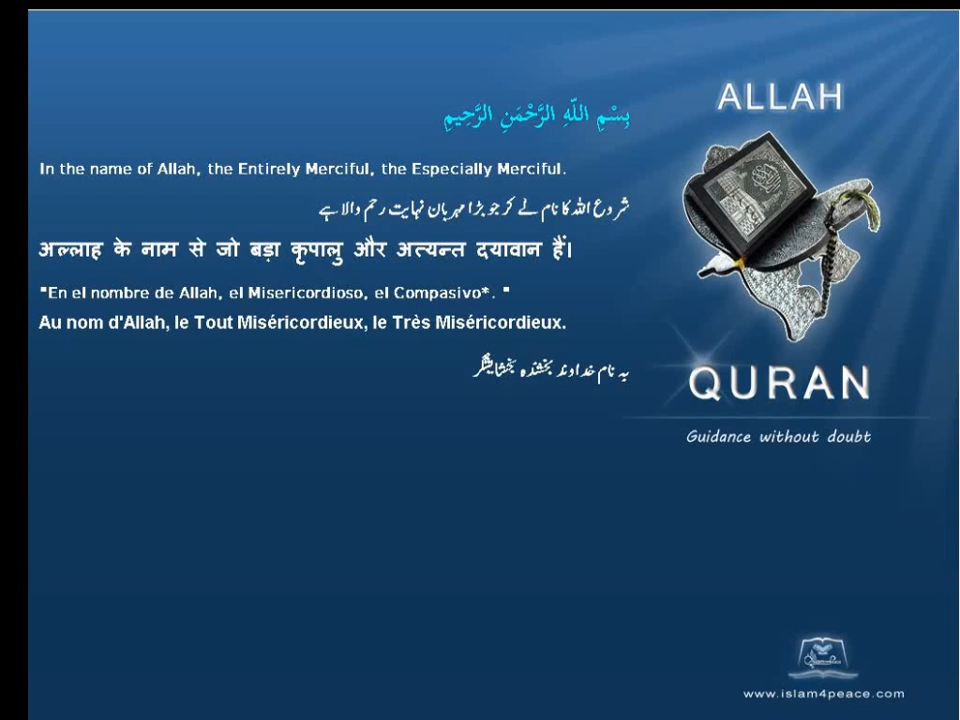 بِسْمِ اللَّهِ الرَّحْمَنِ الرَّحِيمِ
In the name of Allah, the Entirely Merciful, the Especially Merciful.
شروع الله کا نام لے کر جو بڑا مہربان نہایت رحم والا ہے
अल्लाह के नाम से जो बड़ा कृपालु और अत्यन्त दयावान हैं।
"En el nombre de Allah, el Misericordioso, el Compasivo*. "
Au nom d'Allah, le Tout Miséricordieux, le Très Miséricordieux.
به نام خداوند بخشنده بخشایشگر
ALLAH
QURAN
Guidance without doubt
www.islam4peace.com